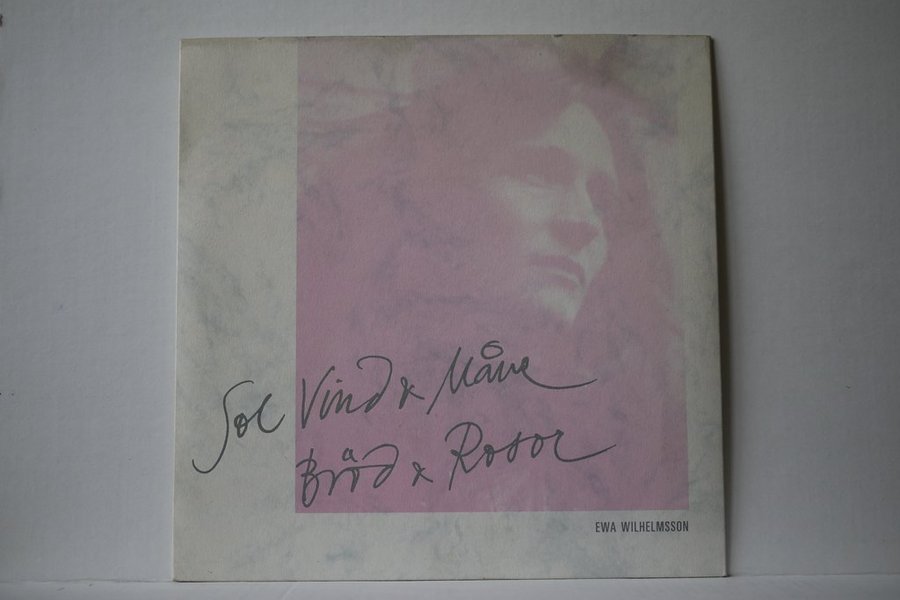 Sol Vind & Måne
Bröd & Rosor
EWA WILHELMSSON